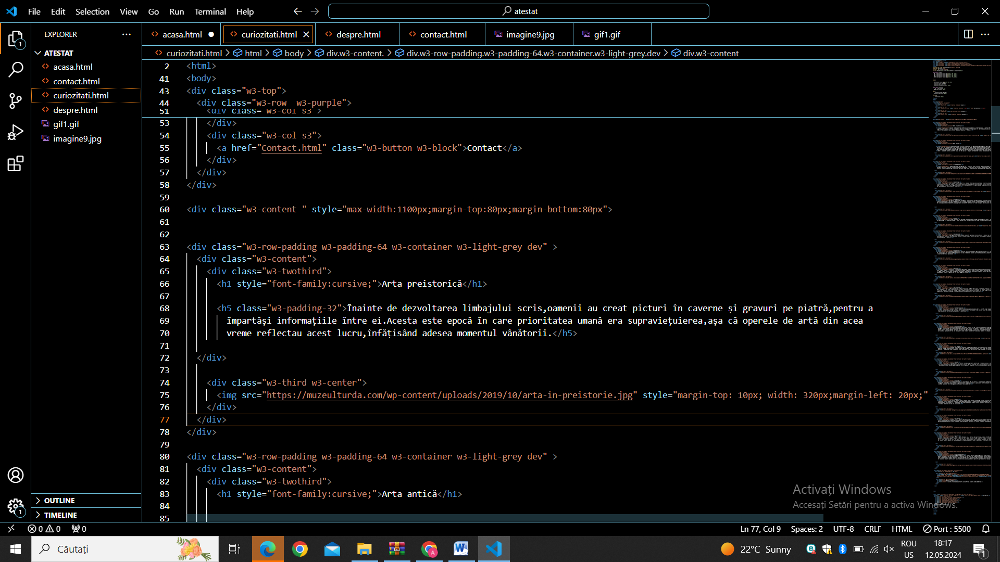 File Edit Selection View Go Run Terminal Help
atestat
EXPLORER
acasa.html
curiozitati.html
despre.html
contact.html
imagine9.jpg
gif1.gif
curiozitati.html > html > body > div.w3-content. > div.w3-row-padding.w3-padding-64.w3-container.w3-light-grey.dev > div.w3-content
ATESTAT
acasa.html
contact.html
curiozitati.html
despre.html
gif1.gif
imagine9.jpg
OUTLINE
TIMELINE
2 <html>
41 <body>
43 <div class="w3-top">
44 <div class="w3-row  w3-purple">
51 <div class="w3-col s3">
53 </div>
54 <div class="w3-col s3">
55 <a href="Contact.html" class="w3-button w3-block">Contact</a>
56 </div>
57 </div>
58 </div>
59
60 <div class="w3-content " style="max-width:1100px;margin-top:80px;margin-bottom:80px">
61
62
63 <div class="w3-row-padding w3-padding-64 w3-container w3-light-grey dev" >
64 <div class="w3-content">
65 <div class="w3-twothird">
66 <h1 style="font-family:cursive;">Arta preistorică</h1>
67
68 <h5 class="w3-padding-32">Înainte de dezvoltarea limbajului scris,oamenii au creat picturi în caverne și gravuri pe piatră,pentru a
69 împartăși informațiile între ei.Acesta este epocă în care prioritatea umană era supraviețuierea,așa că operele de artă din acea
70 vreme reflectau acest lucru,înfățisând adesea momentul vânătorii.</h5>
71
72 </div>
73
74 <div class="w3-third w3-center">
75 <img src="https://muzeulturda.com/wp-content/uploads/2019/10/arta-in-preistorie.jpg" style="margin-top: 10px; width: 320px;margin-left: 20px;"
76 </div>
77 </div>
78 </div>
79
80 <div class="w3-row-padding w3-padding-64 w3-container w3-light-grey dev" >
81 <div class="w3-content">
82 <div class="w3-twothird">
83 <h1 style="font-family:cursive;">Arta antică</h1>
84
85
Activați Windows
Accesați Setări pentru a activa Windows.
0 0 0
Ln 77, Col 9 Spaces: 2 UTF-8 CRLF HTML Port : 5500
Căutați
22°C Sunny
ROU
US
18:17
12.05.2024
1